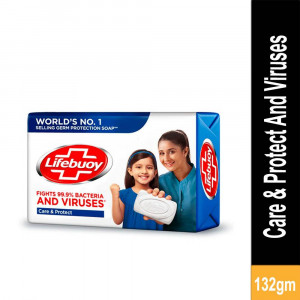 WORLD'S NO. 1
SELLING GERM PROTECTION SOAP**
Lifebuoy
FIGHTS 99.9% BACTERIA
AND VIRUSES*
Care & Protect
Care & Protect And Viruses
132gm